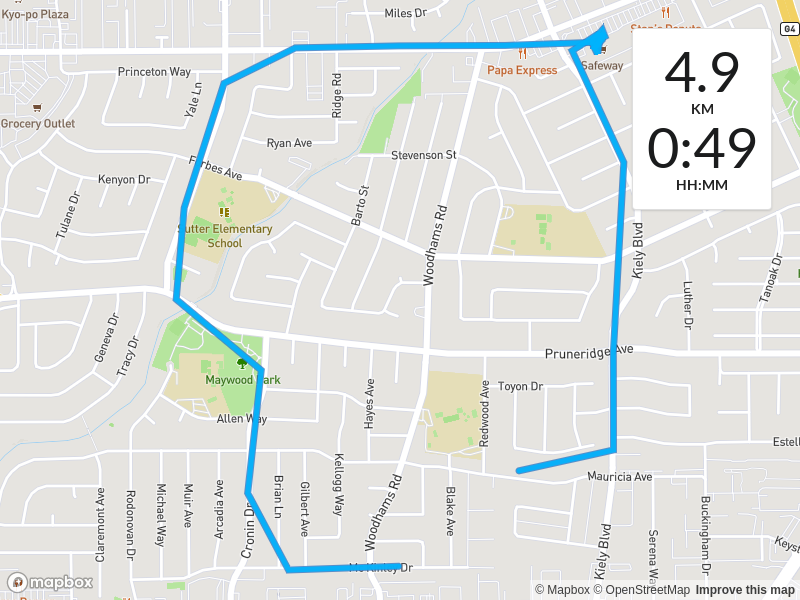 Kyo-po Plaza
Miles Dr
G4
Safeway
Papa Express
4.9
KM
0:49
HH:MM
Princeton Way
Yale Ln
Ridge Rd
Grocery Outlet
Ryan Ave
Stevenson St
Forbes Ave
Kenyon Dr
Barto St
Tulane Dr
Sutter Elementary
School
Woodhams Rd
Kiely Blvd
Luther Dr
Tanoak Dr
Geneva Dr
Tracy Dr
Pruneridge Ave
Maywood Park
Toyon Dr
Hayes Ave
Redwood Ave
Allen Way
Estell
Mauricia Ave
Claremont Ave
Rodonovan Dr
Michael Way
Muir Ave
Arcadia Ave
Cronin Dr
Brian Ln
Gilbert Ave
Kellogg Way
Woodhams Rd
Blake Ave
Kiely Blvd
Serena Wa
Buckingham Dr
Keyst
McKinley Dr
mapbox
© Mapbox © OpenStreetMap Improve this map